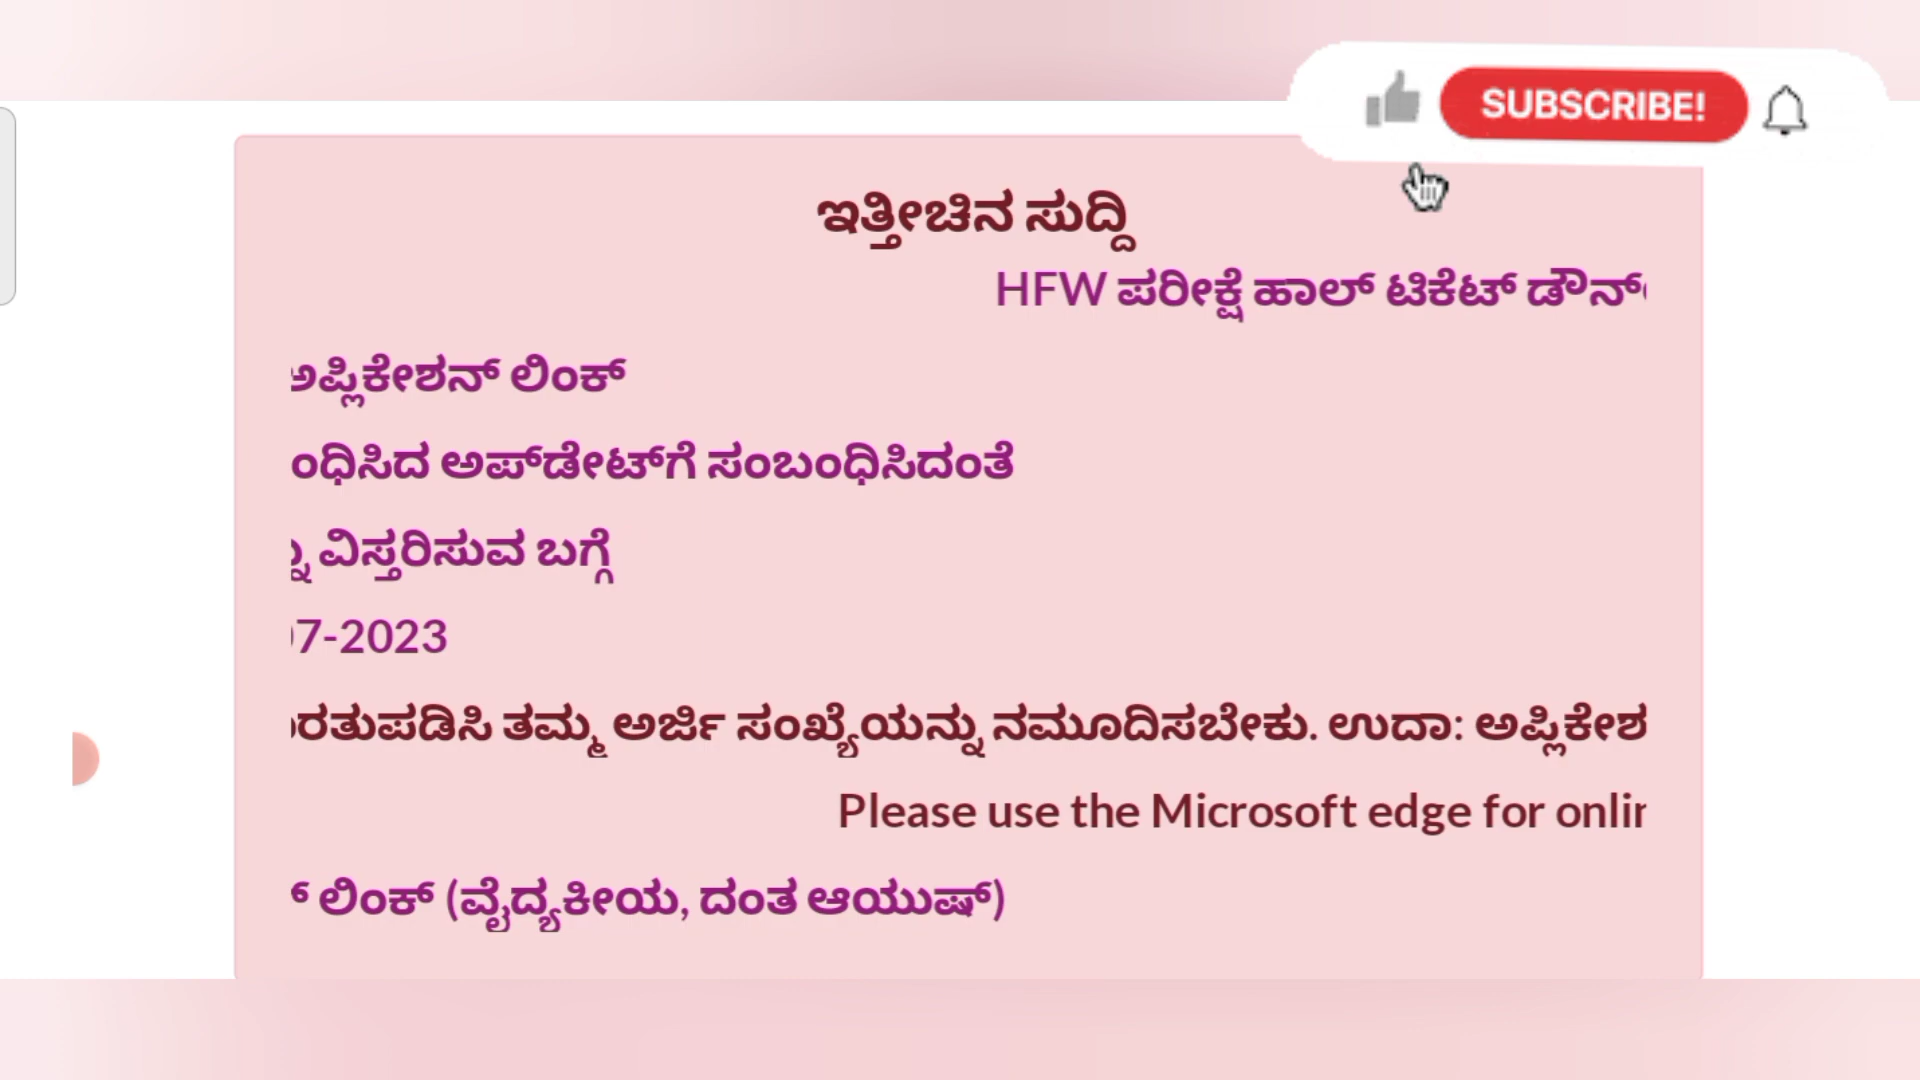 SUBSCRIBE!
ಇತ್ತೀಚಿನ ಸುದ್ದಿ
HFW ಪರೀಕ್ಷೆ ಹಾಲ್ ಟಿಕೆಟ್ ಡೌನ್
ಅಪ್ಲಿಕೇಶನ್ ಲಿಂಕ್
ಂಧಿಸಿದ ಅಪ್‌ಡೇಟ್‌ಗೆ ಸಂಬಂಧಿಸಿದಂತೆ
ವಿಸ್ತರಿಸುವ ಬಗ್ಗೆ
7-2023
ರತುಪಡಿಸಿ ತಮ್ಮ ಅರ್ಜಿ ಸಂಖ್ಯೆಯನ್ನು ನಮೂದಿಸಬೇಕು. ಉದಾ: ಅಪ್ಲಿಕೇಶ
Please use the Microsoft edge for onlin
ಲಿಂಕ್ (ವೈದ್ಯಕೀಯ, ದಂತ ಆಯುಷ್)